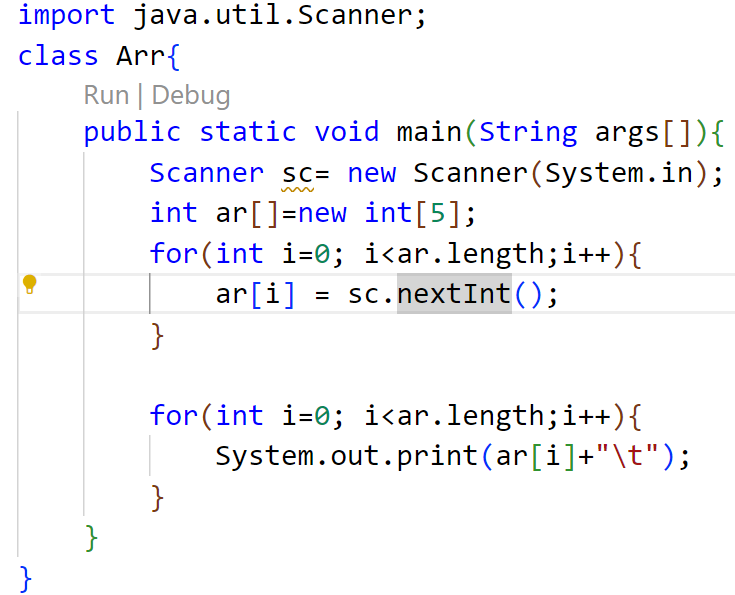 import java.util.Scanner;
class Arr{
Run | Debug
public static void main(String args[]){
Scanner sc= new Scanner(System.in);
int ar[]=new int[5];
for(int i=0; i<ar.length;i++){
ar[i] = sc.nextInt();
}
for(int i=0; i<ar.length;i++){
System.out.print(ar[i]+"\t");
}
}
}